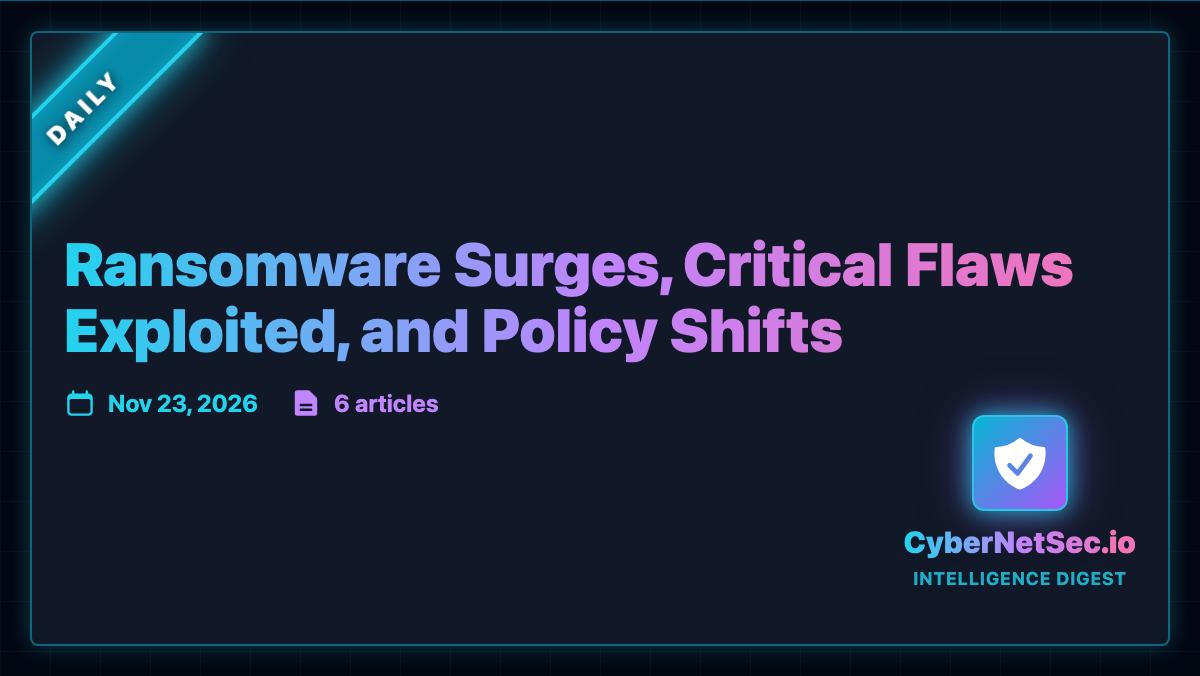 DAILY
Ransomware Surges, Critical Flaws
Exploited, and Policy Shifts
Nov 23, 2026
6 articles
CyberNetSec.io
INTELLIGENCE DIGEST